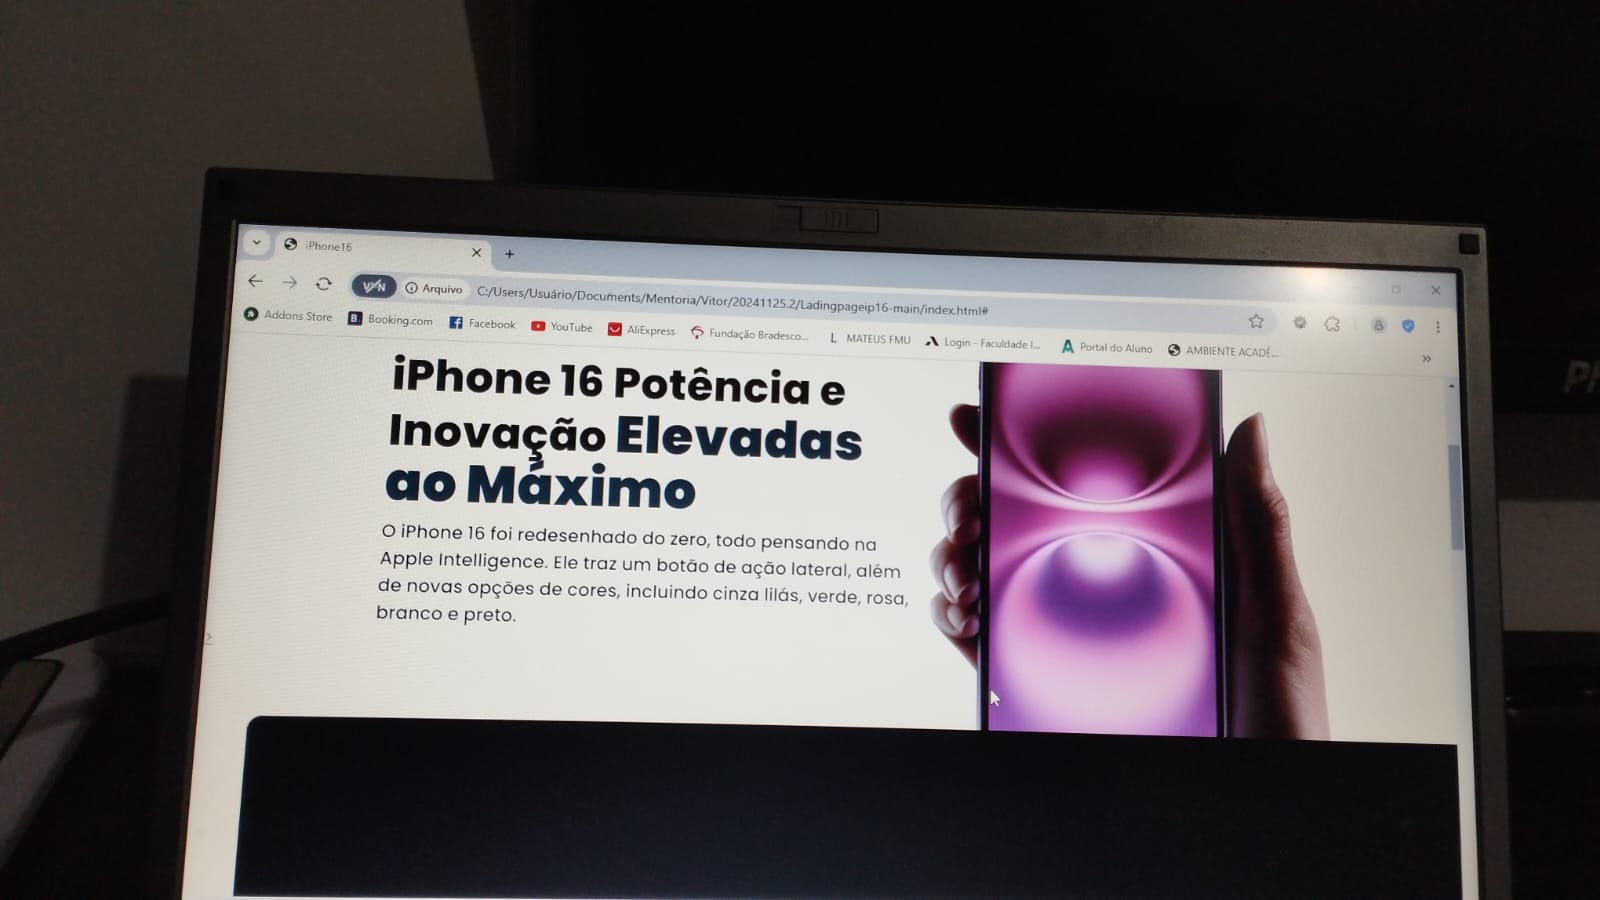 iPhone16
VPN Arquivo C:/Users/Usuário/Documents/Mentoria/Vitor/20241125.2/Ladingpageip16-main/index.html#
Addons Store B. Booking.com Facebook YouTube AliExpress Fundação Bradesco... L MATEUS FMU Login - Faculdade I... Portal do Aluno AMBIENTE ACADÊ...
iPhone 16 Potência e
Inovação Elevadas
ao Máximo
O iPhone 16 foi redesenhado do zero, todo pensando na
Apple Intelligence. Ele traz um botão de ação lateral, além
de novas opções de cores, incluindo cinza lilás, verde, rosa,
branco e preto.